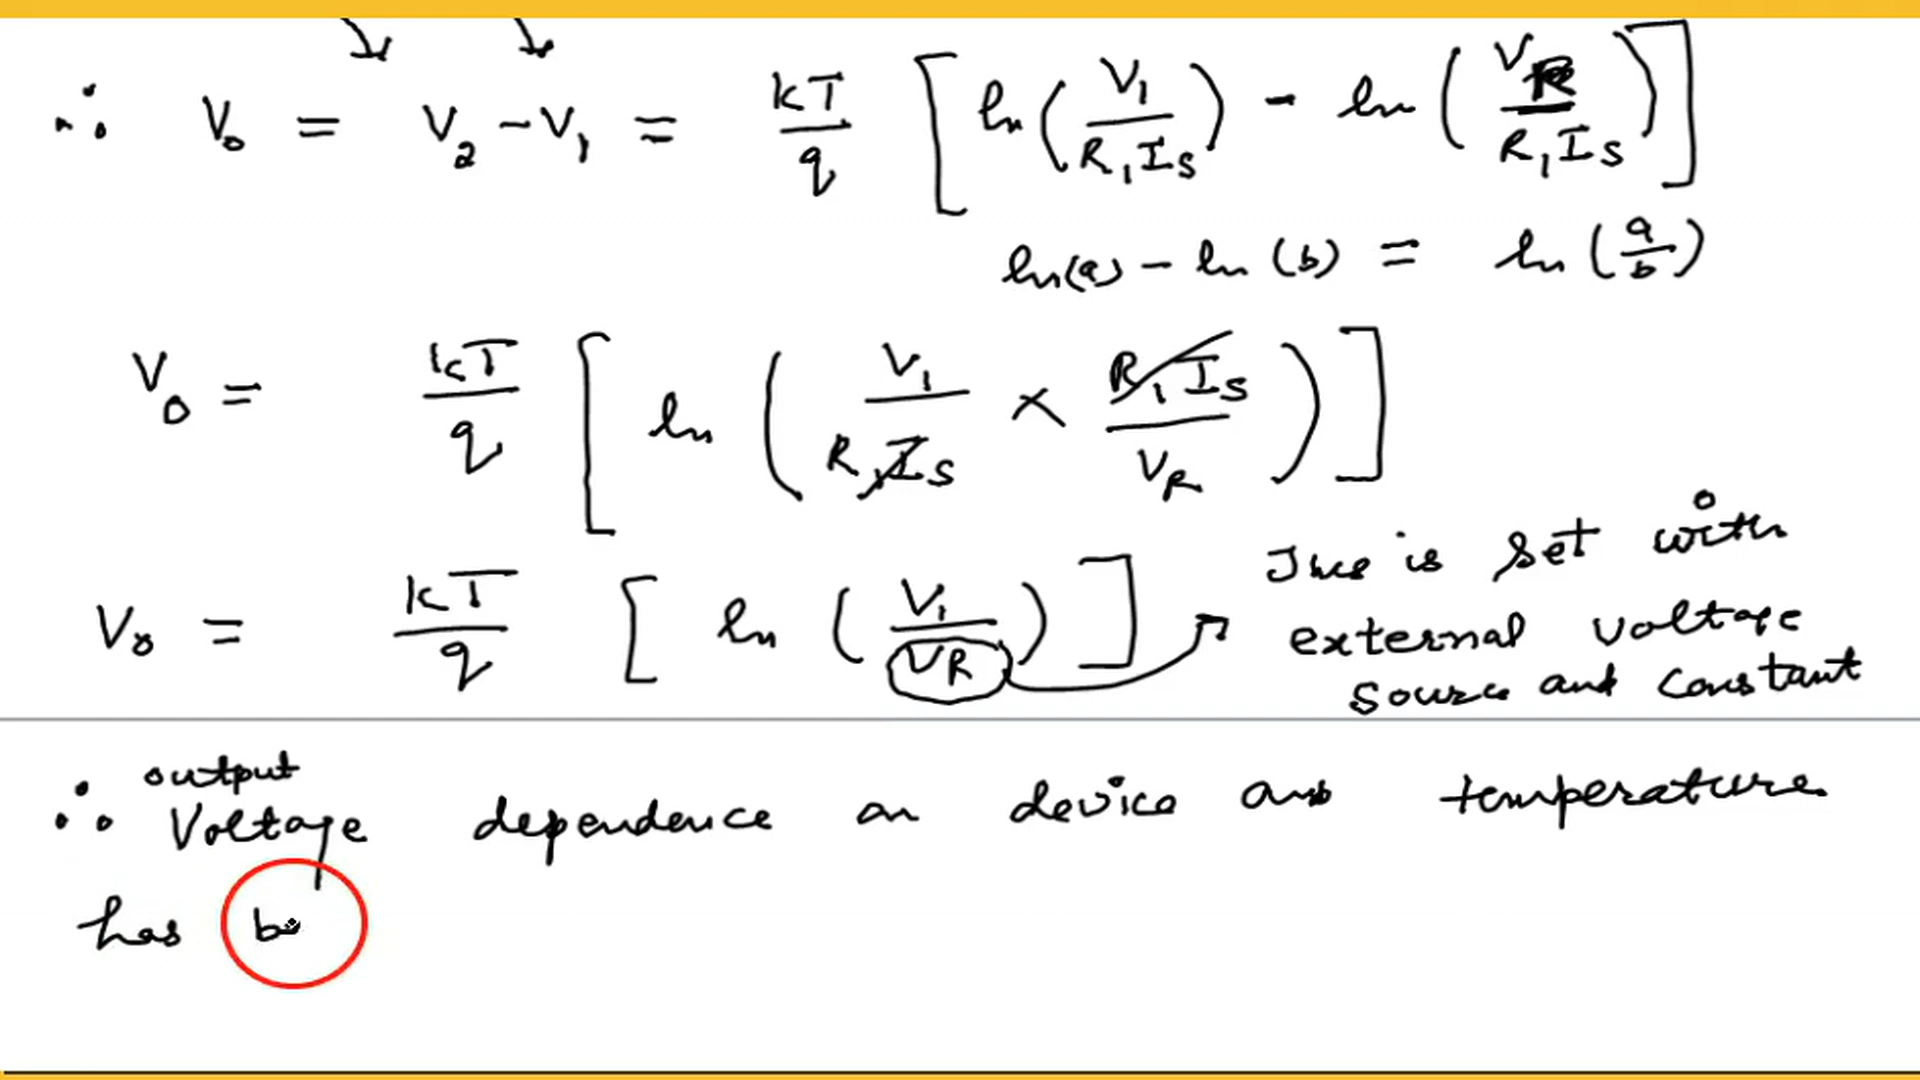 ∴ V₀ = V₂ - V₁ = kT/q [ ln(V₁/R₁Is) - ln(VR/R₁Is) ]
ln(a) - ln(b) = ln(a/b)
V₀ = kT/q [ ln( V₁/R₁Is × R₁Is/VR ) ]
V₀ = kT/q [ ln( V₁/VR ) ]
is set with
external voltage
source and constant
∴ output
voltage dependence on device and temperature
has be